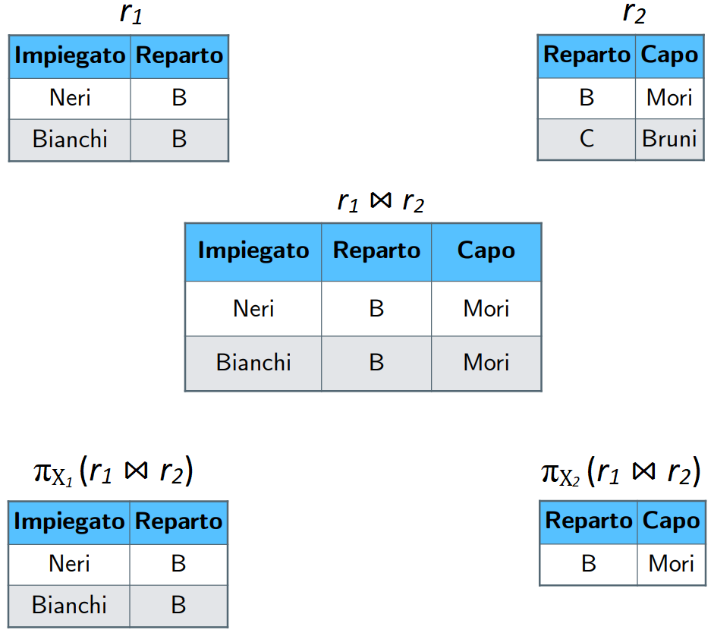 r₁ r₂
Impiegato Reparto Reparto Capo
Neri B B Mori
Bianchi B C Bruni
r₁ ⋈ r₂
Impiegato Reparto Capo
Neri B Mori
Bianchi B Mori
πX₁(r₁ ⋈ r₂) πX₂(r₁ ⋈ r₂)
Impiegato Reparto Reparto Capo
Neri B B Mori
Bianchi B